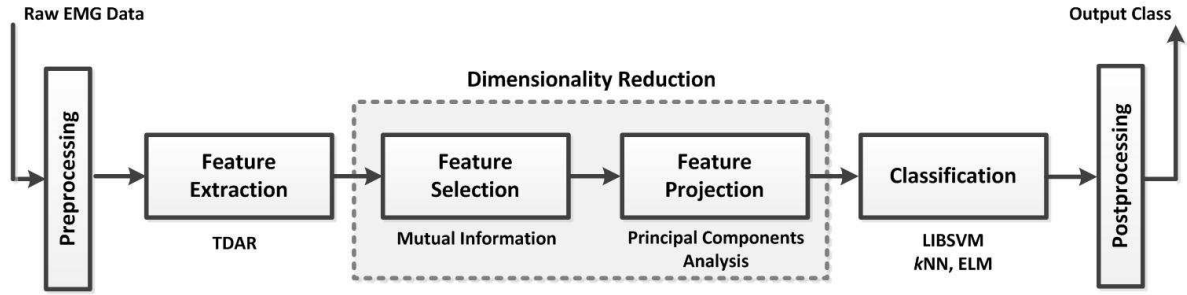 Raw EMG Data
Output Class
Dimensionality Reduction
Preprocessing
Feature
Extraction
TDAR
Feature
Selection
Mutual Information
Feature
Projection
Principal Components
Analysis
Classification
LIBSVM
kNN, ELM
Postprocessing